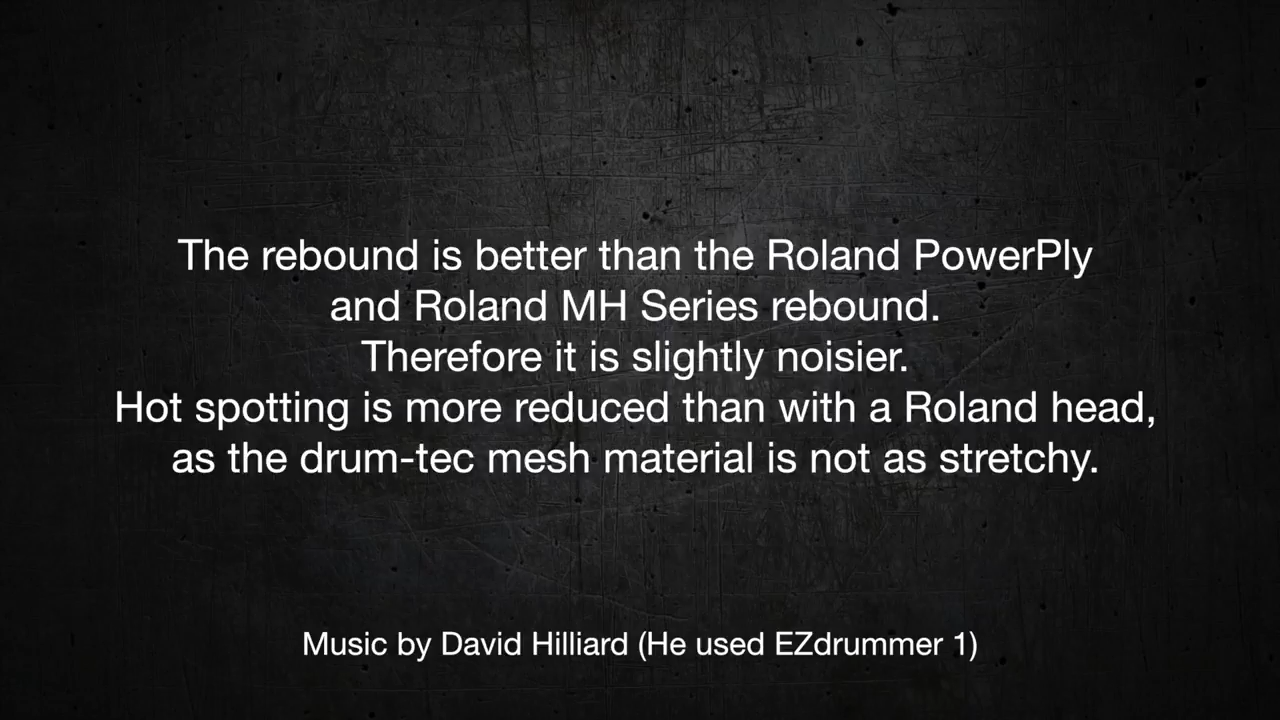 The rebound is better than the Roland PowerPly
and Roland MH Series rebound.
Therefore it is slightly noisier.
Hot spotting is more reduced than with a Roland head,
as the drum-tec mesh material is not as stretchy.
Music by David Hilliard (He used EZdrummer 1)